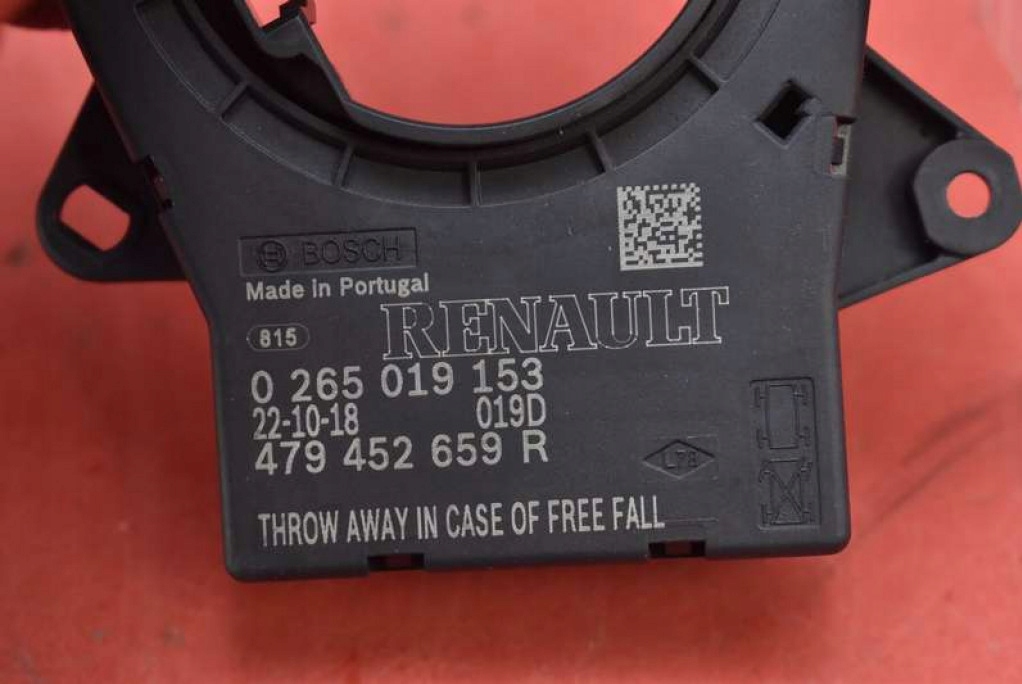 BOSCH
Made in Portugal
815
RENAULT
0 265 019 153
22-10-18 019D
479 452 659 R
THROW AWAY IN CASE OF FREE FALL